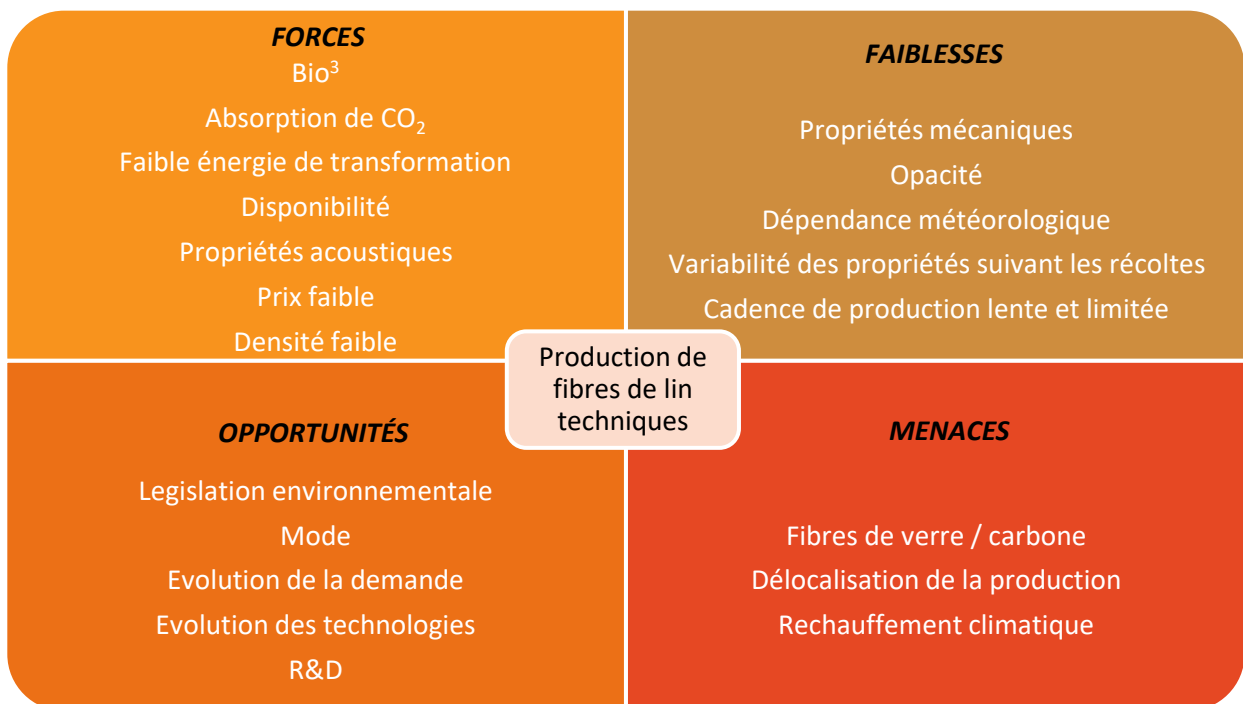 FORCES
Bio³
Absorption de CO₂
Faible énergie de transformation
Disponibilité
Propriétés acoustiques
Prix faible
Densité faible
FAIBLESSES
Propriétés mécaniques
Opacité
Dépendance météorologique
Variabilité des propriétés suivant les récoltes
Cadence de production lente et limitée
Production de
fibres de lin
techniques
OPPORTUNITÉS
Legislation environnementale
Mode
Evolution de la demande
Evolution des technologies
R&D
MENACES
Fibres de verre / carbone
Délocalisation de la production
Rechauffement climatique